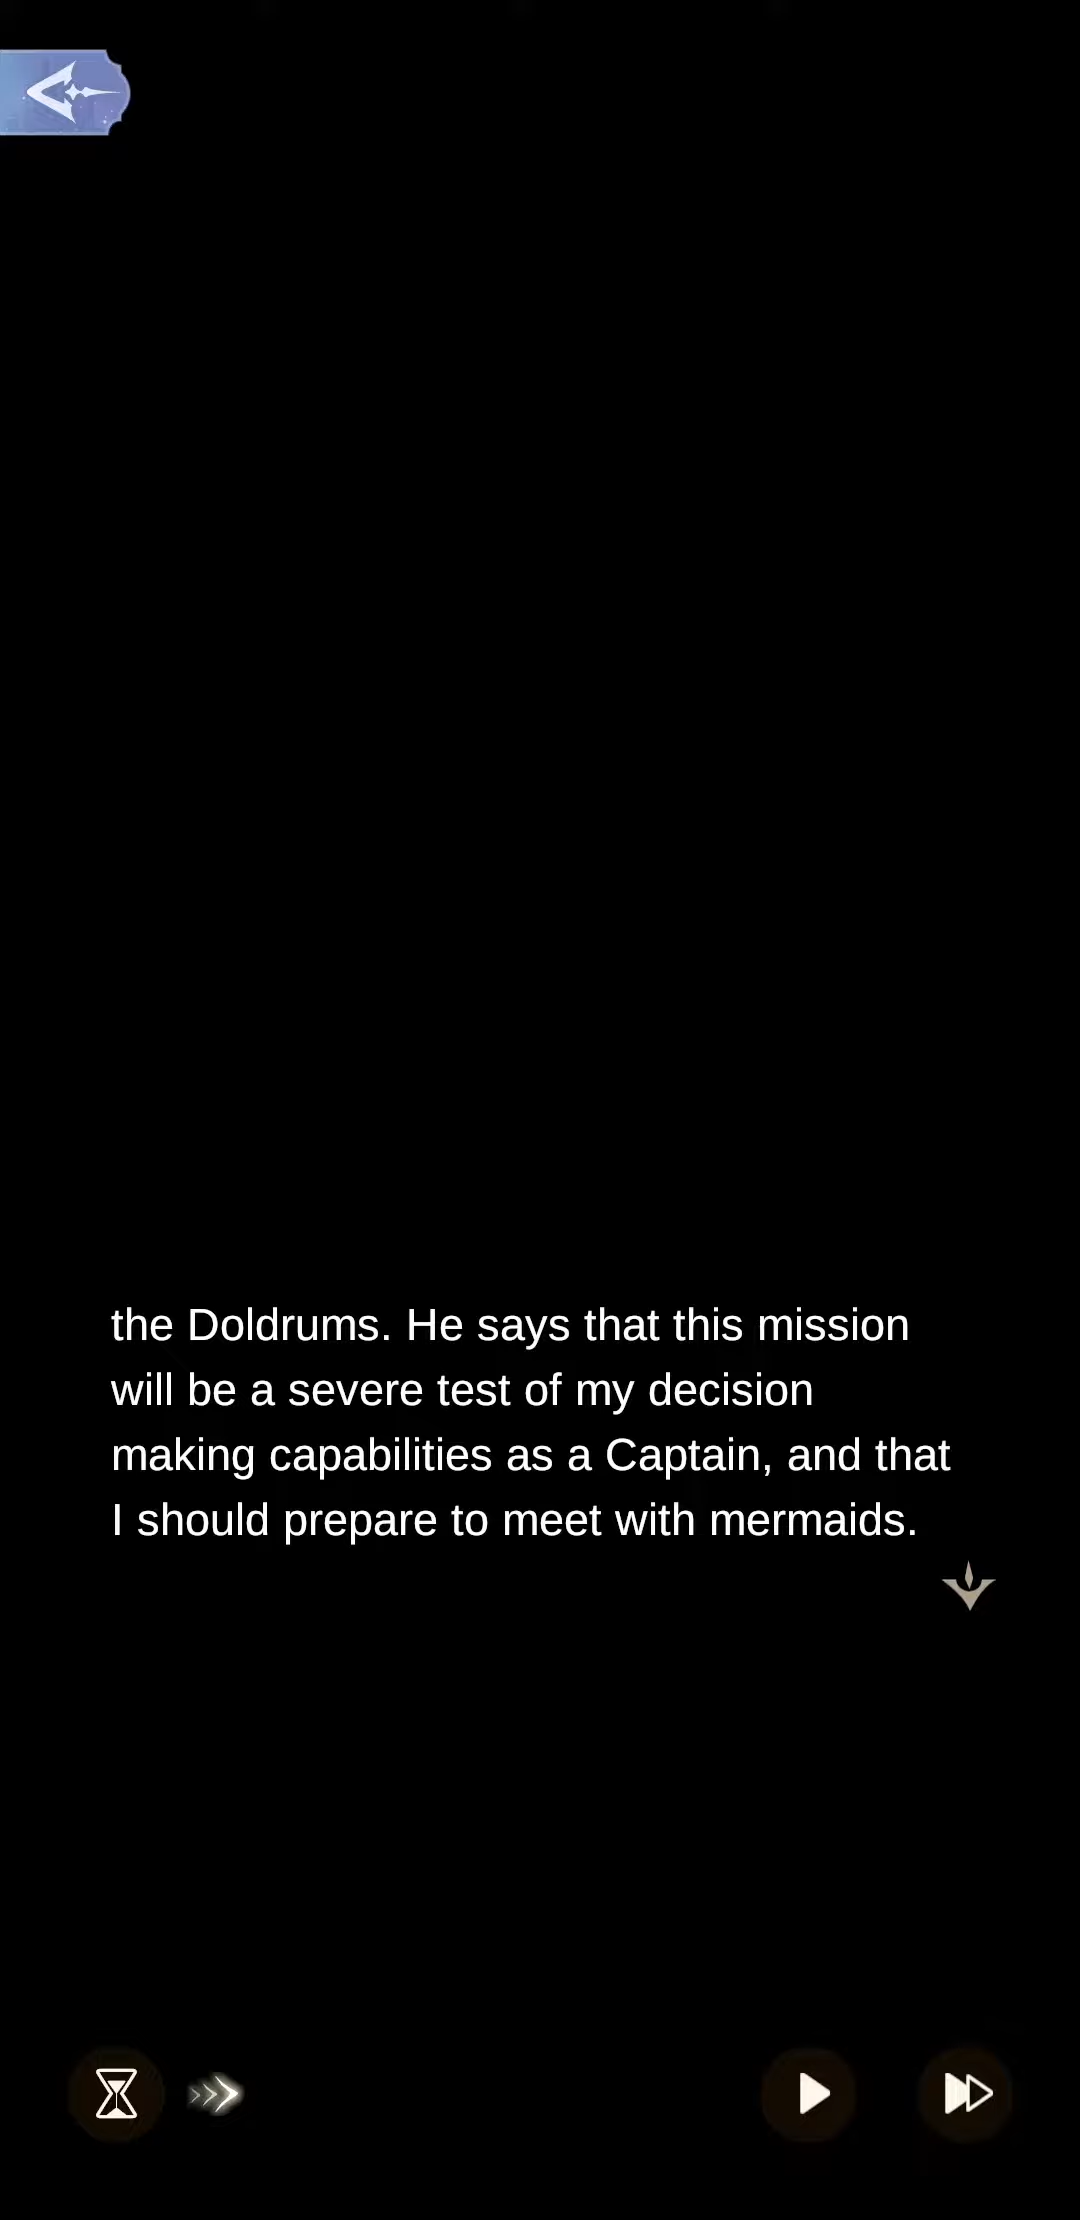 the Doldrums. He says that this mission
will be a severe test of my decision
making capabilities as a Captain, and that
I should prepare to meet with mermaids.